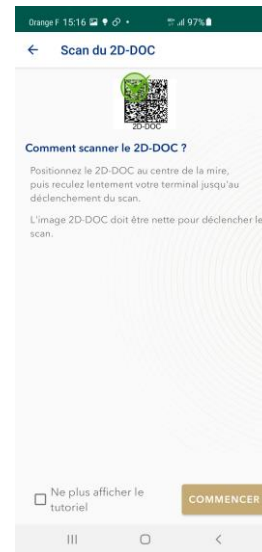 Orange F 15:16
97%
Scan du 2D-DOC
2D-DOC
Comment scanner le 2D-DOC ?
Positionnez le 2D-DOC au centre de la mire,
puis reculez lentement votre terminal jusqu'au
déclenchement du scan.
L'image 2D-DOC doit être nette pour déclencher le
scan.
Ne plus afficher le
tutoriel
COMMENCER